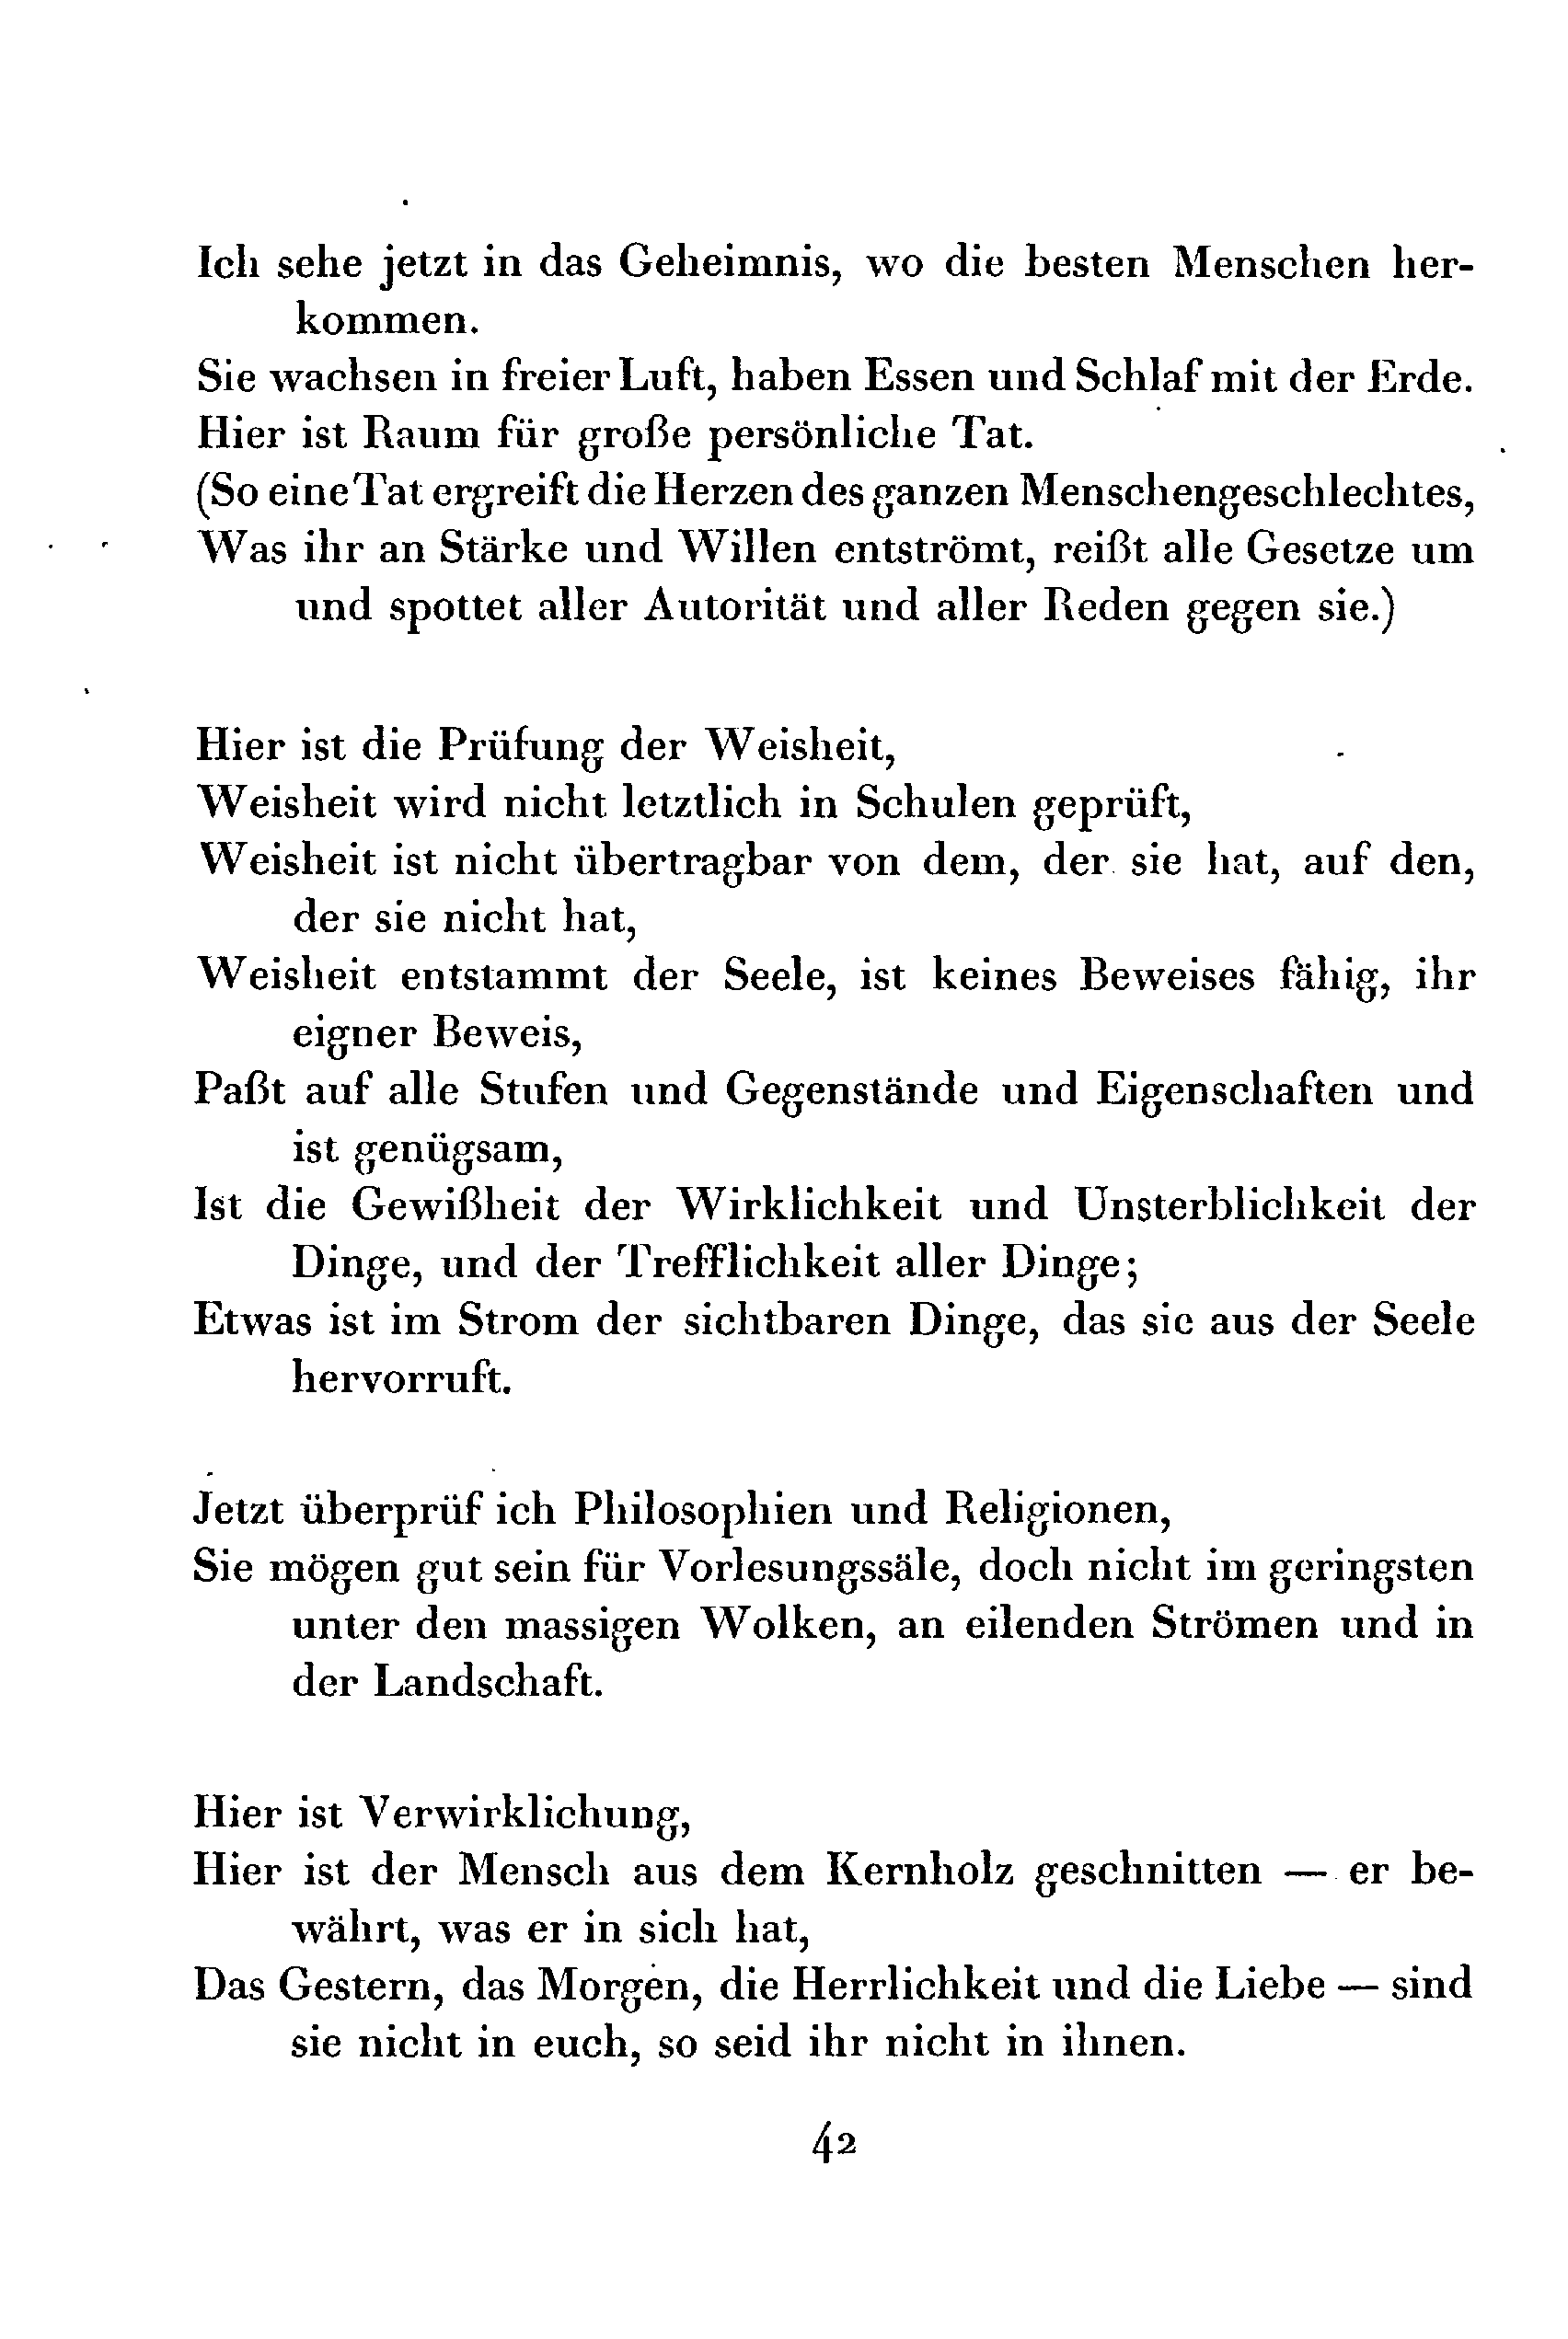 Ich sehe jetzt in das Geheimnis, wo die besten Menschen her-
kommen.
Sie wachsen in freier Luft, haben Essen und Schlaf mit der Erde.
Hier ist Raum für große persönliche Tat.
(So eine Tat ergreift die Herzen des ganzen Menschengeschlechtes,
Was ihr an Stärke und Willen entströmt, reißt alle Gesetze um
und spottet aller Autorität und aller Reden gegen sie.)
Hier ist die Prüfung der Weisheit,
Weisheit wird nicht letztlich in Schulen geprüft,
Weisheit ist nicht übertragbar von dem, der sie hat, auf den,
der sie nicht hat,
Weisheit entstammt der Seele, ist keines Beweises fähig, ihr
eigner Beweis,
Paßt auf alle Stufen und Gegenstände und Eigenschaften und
ist genügsam,
Ist die Gewißheit der Wirklichkeit und Unsterblichkeit der
Dinge, und der Trefflichkeit aller Dinge;
Etwas ist im Strom der sichtbaren Dinge, das sie aus der Seele
hervorruft.
Jetzt überprüf ich Philosophien und Religionen,
Sie mögen gut sein für Vorlesungssäle, doch nicht im geringsten
unter den massigen Wolken, an eilenden Strömen und in
der Landschaft.
Hier ist Verwirklichung,
Hier ist der Mensch aus dem Kernholz geschnitten — er be-
währt, was er in sich hat,
Das Gestern, das Morgen, die Herrlichkeit und die Liebe — sind
sie nicht in euch, so seid ihr nicht in ihnen.
42